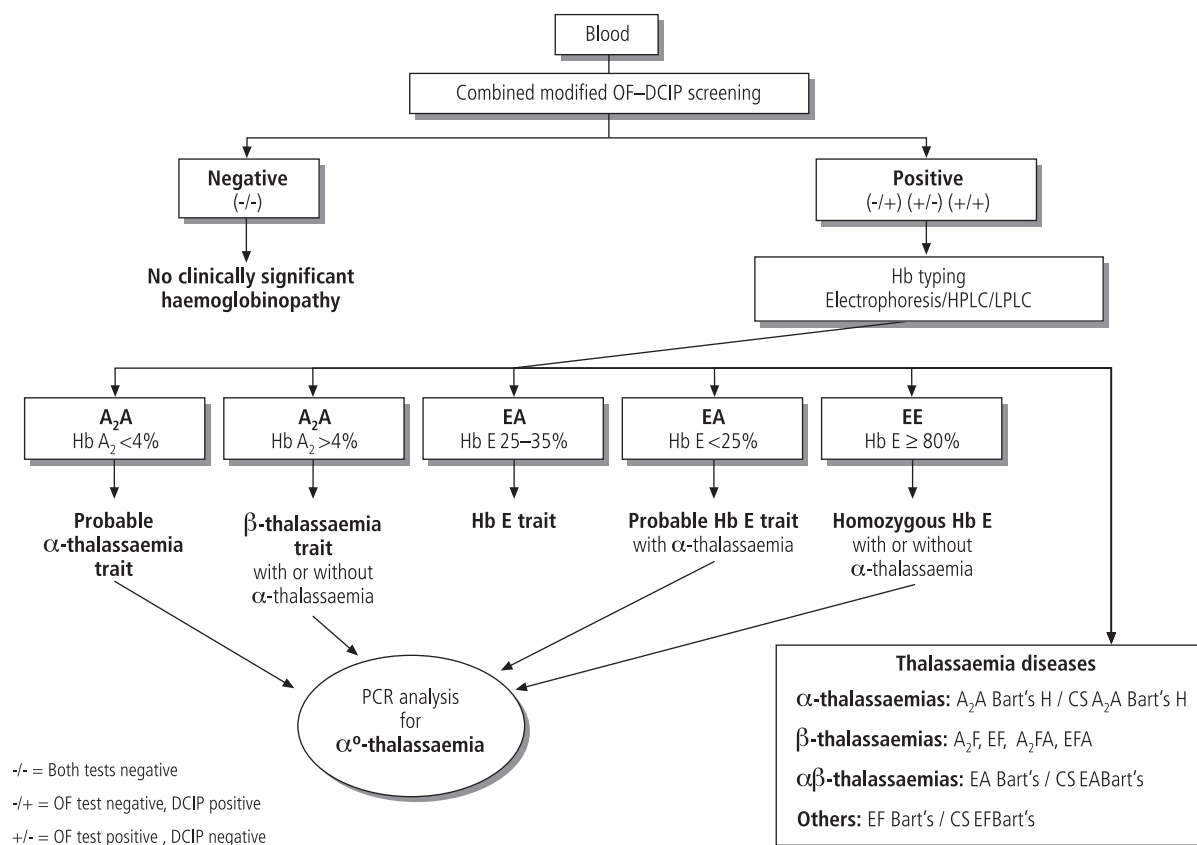 Blood
Combined modified OF–DCIP screening
Negative
(-/-)
Positive
(-/+) (+/-) (+/+)
No clinically significant
haemoglobinopathy
Hb typing
Electrophoresis/HPLC/LPLC
A₂A
Hb A₂ <4%
A₂A
Hb A₂ >4%
EA
Hb E 25–35%
EA
Hb E <25%
EE
Hb E ≥ 80%
Probable
α-thalassaemia
trait
β-thalassaemia
trait
with or without
α-thalassaemia
Hb E trait
Probable Hb E trait
with α-thalassaemia
Homozygous Hb E
with or without
α-thalassaemia
PCR analysis
for
α⁰-thalassaemia
Thalassaemia diseases
α-thalassaemias: A₂A Bart's H / CS A₂A Bart's H
β-thalassaemias: A₂F, EF, A₂FA, EFA
αβ-thalassaemias: EA Bart's / CS EABart's
Others: EF Bart's / CS EFBart's
-/- = Both tests negative
-/+ = OF test negative, DCIP positive
+/- = OF test positive , DCIP negative